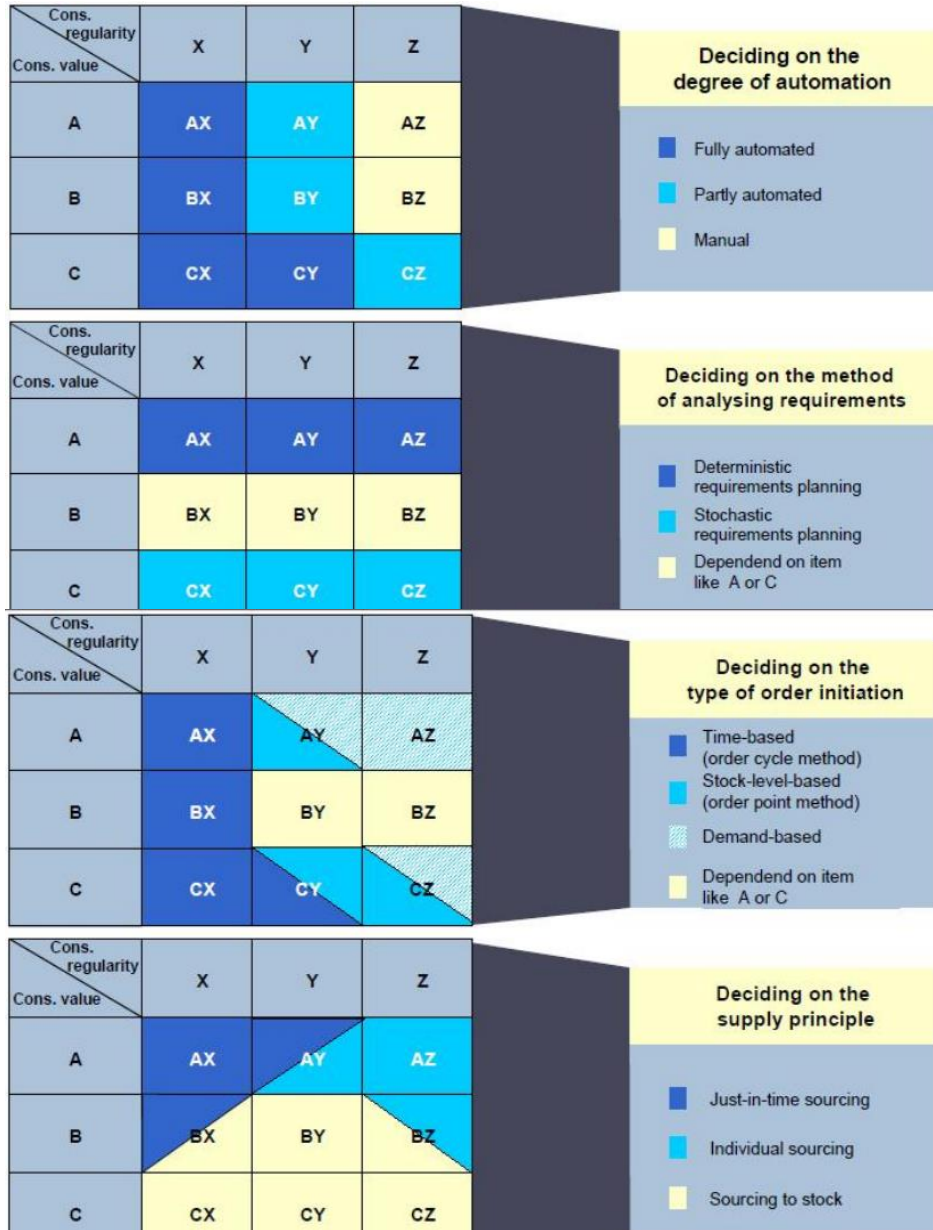 Cons.
regularity
Cons. value
X Y Z
A AX AY AZ
B BX BY BZ
C CX CY CZ
Deciding on the
degree of automation
Fully automated
Partly automated
Manual
Cons.
regularity
Cons. value
X Y Z
A AX AY AZ
B BX BY BZ
C CX CY CZ
Deciding on the method
of analysing requirements
Deterministic
requirements planning
Stochastic
requirements planning
Dependend on item
like A or C
Cons.
regularity
Cons. value
X Y Z
A AX AY AZ
B BX BY BZ
C CX CY CZ
Deciding on the
type of order initiation
Time-based
(order cycle method)
Stock-level-based
(order point method)
Demand-based
Dependend on item
like A or C
Cons.
regularity
Cons. value
X Y Z
A AX AY AZ
B BX BY BZ
C CX CY CZ
Deciding on the
supply principle
Just-in-time sourcing
Individual sourcing
Sourcing to stock